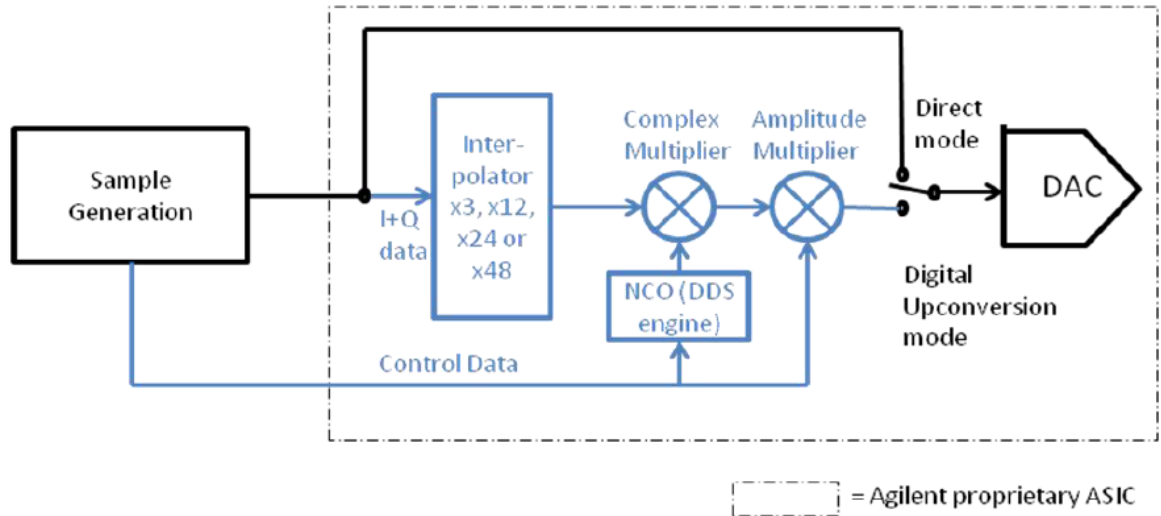 Sample
Generation
I+Q
data
Inter-
polator
x3, x12,
x24 or
x48
Complex
Multiplier
Amplitude
Multiplier
NCO (DDS
engine)
Control Data
Direct
mode
DAC
Digital
Upconversion
mode
= Agilent proprietary ASIC